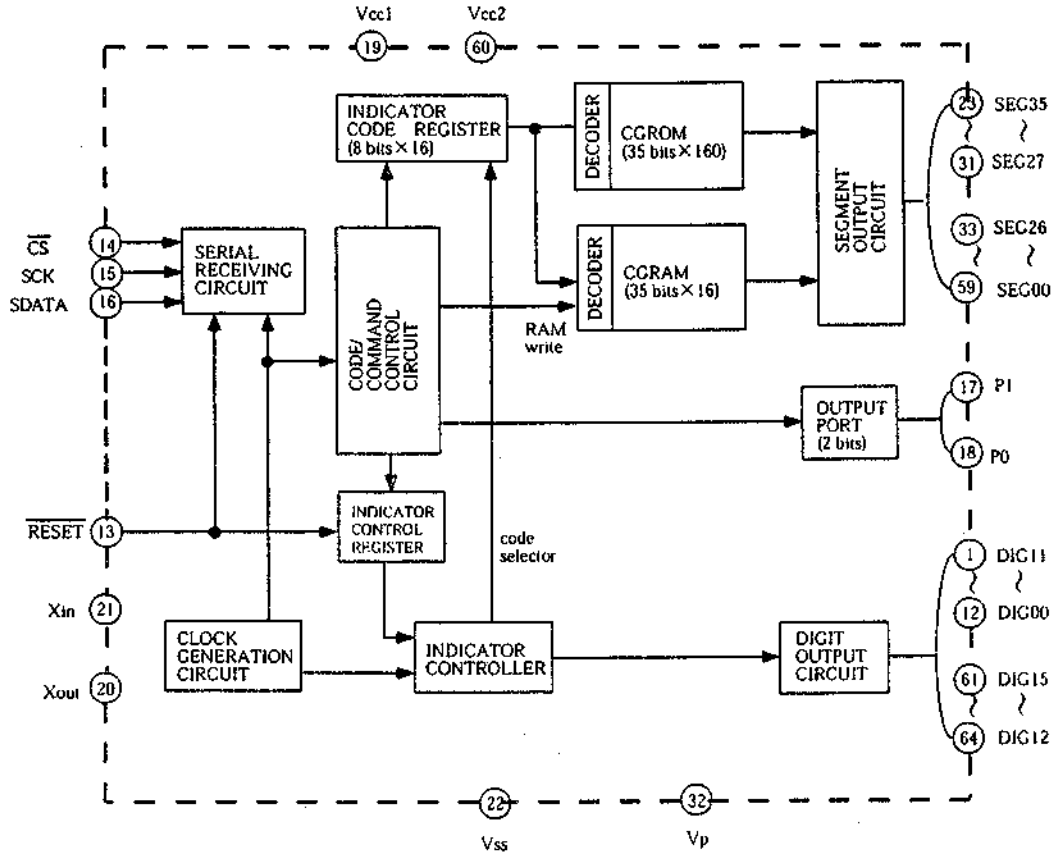 Vcc1 Vcc2
19 60
INDICATOR
CODE REGISTER
(8 bits × 16)
DECODER
CGROM
(35 bits × 160)
SEGMENT
OUTPUT
CIRCUIT
23 SEG35
31 SEG27
33 SEG26
59 SEG00
CS 14
SCK 15
SDATA 16
SERIAL
RECEIVING
CIRCUIT
CODE/
COMMAND
CONTROL
CIRCUIT
DECODER
CGRAM
(35 bits × 16)
RAM
write
OUTPUT
PORT
(2 bits)
17 P1
18 P0
RESET 13
INDICATOR
CONTROL
REGISTER
code
selector
Xin 21
Xout 20
CLOCK
GENERATION
CIRCUIT
INDICATOR
CONTROLLER
DIGIT
OUTPUT
CIRCUIT
1 DIG11
12 DIG00
61 DIG15
64 DIG12
22 32
Vss Vp